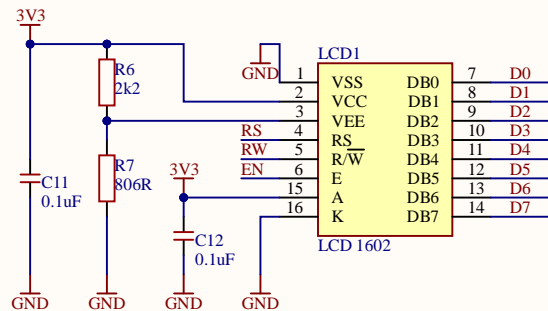 3V3
LCD1
GND
R6
2k2
1 VSS DB0 7 D0
2 VCC DB1 8 D1
3 VEE DB2 9 D2
RS 4 RS DB3 10 D3
RW 5 R/W DB4 11 D4
EN 6 E DB5 12 D5
15 A DB6 13 D6
16 K DB7 14 D7
LCD 1602
R7
806R
3V3
C11
0.1uF
C12
0.1uF
GND GND GND GND